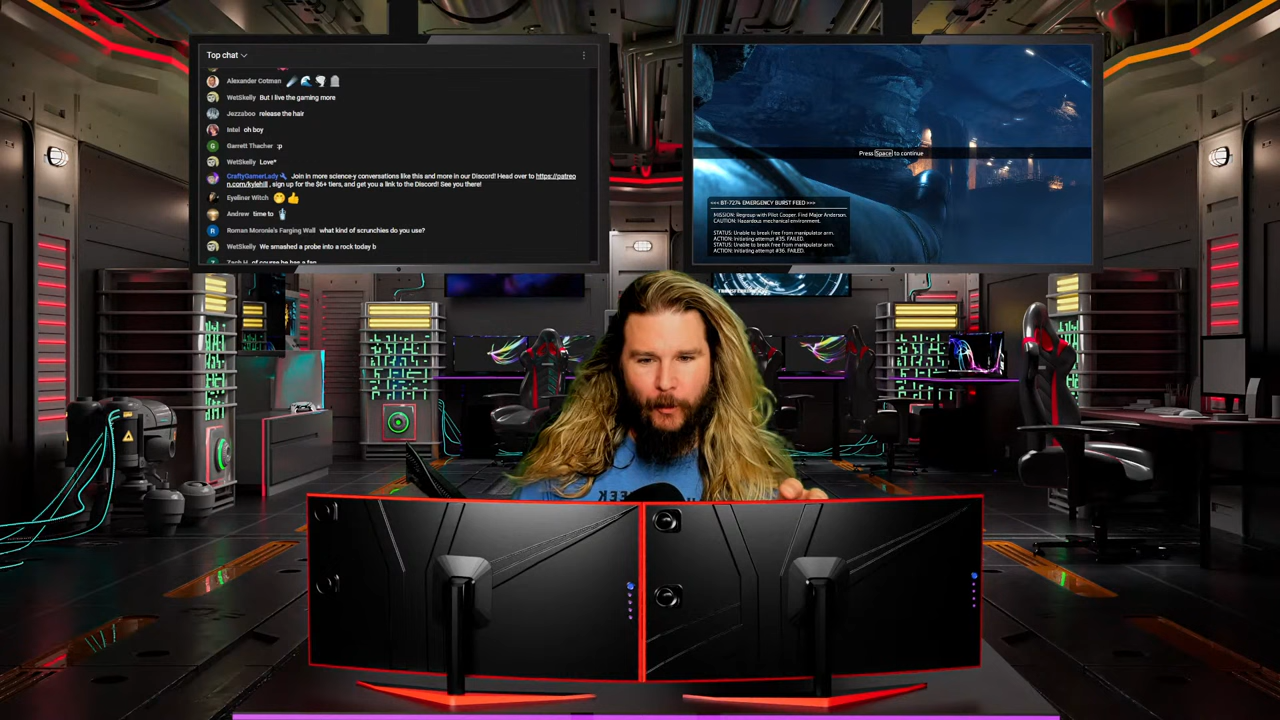 Top chat
Alexander Cotman
WetSkelly But I live the gaming more
Jezzaboo release the hair
Intel oh boy
G Garrett Thacher :p
WetSkelly Love*
CraftyGamerLady Join in more science-y conversations like this and more in our Discord! Head over to https://patreo
n.com/kylehill , sign up for the $6+ tiers, and get you a link to the Discord! See you there!
Eyeliner Witch
Andrew time to
R Roman Moronie's Farging Wall what kind of scrunchies do you use?
WetSkelly We smashed a probe into a rock today b
Zach H. of course he has a fan
Press Space to continue
<<< BT-7274 EMERGENCY BURST FEED >>>
MISSION: Regroup with Pilot Cooper. Find Major Anderson.
CAUTION: Hazardous mechanical environment.
STATUS: Unable to break free from manipulator arm.
ACTION: Initiating attempt #35. FAILED.
STATUS: Unable to break free from manipulator arm.
ACTION: Initiating attempt #36. FAILED.